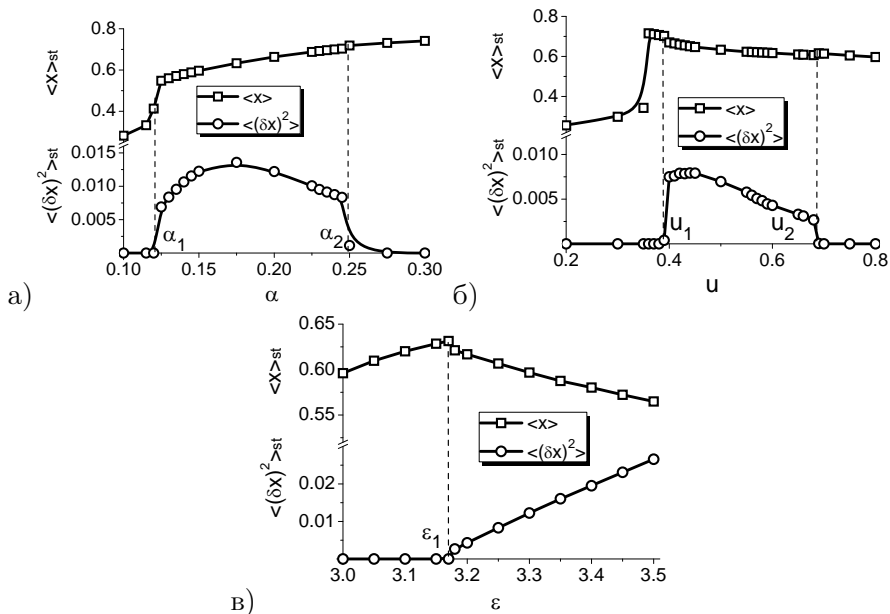 <x>st
0.8
0.6
0.4
<x>
<(δx)²>
<(δx)²>st
0.015
0.010
0.005
α₁
α₂
0.10 0.15 0.20 0.25 0.30
α
а)
<x>st
0.8
0.6
0.4
<x>
<(δx)²>
<(δx)²>st
0.010
0.005
u₁
u₂
0.2 0.4 0.6 0.8
u
б)
<x>st
0.65
0.60
0.55
<x>
<(δx)²>
<(δx)²>st
0.02
0.01
ε₁
3.0 3.1 3.2 3.3 3.4 3.5
ε
в)